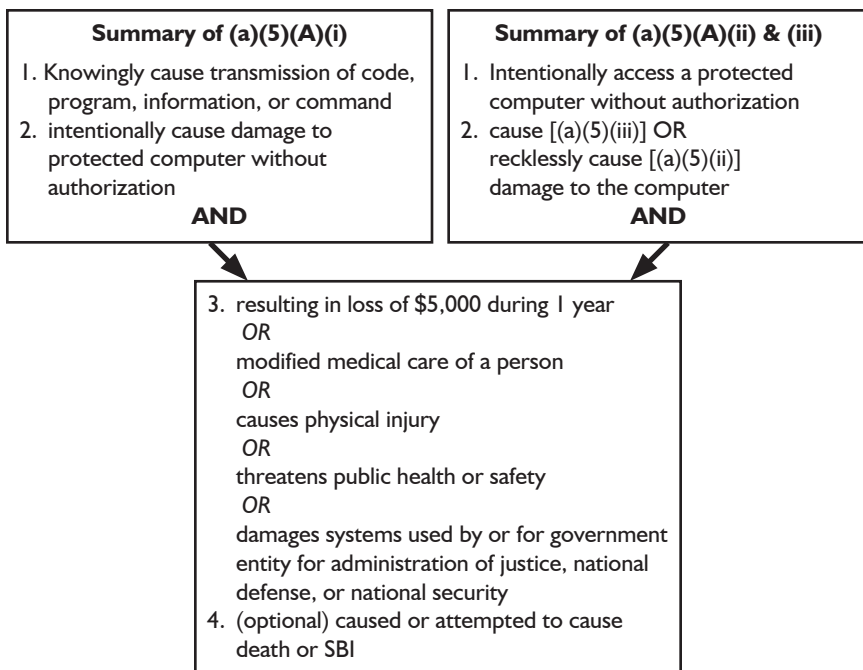 Summary of (a)(5)(A)(i)
1. Knowingly cause transmission of code,
program, information, or command
2. intentionally cause damage to
protected computer without
authorization
AND
Summary of (a)(5)(A)(ii) & (iii)
1. Intentionally access a protected
computer without authorization
2. cause [(a)(5)(iii)] OR
recklessly cause [(a)(5)(ii)]
damage to the computer
AND
3. resulting in loss of $5,000 during 1 year
OR
modified medical care of a person
OR
causes physical injury
OR
threatens public health or safety
OR
damages systems used by or for government
entity for administration of justice, national
defense, or national security
4. (optional) caused or attempted to cause
death or SBI